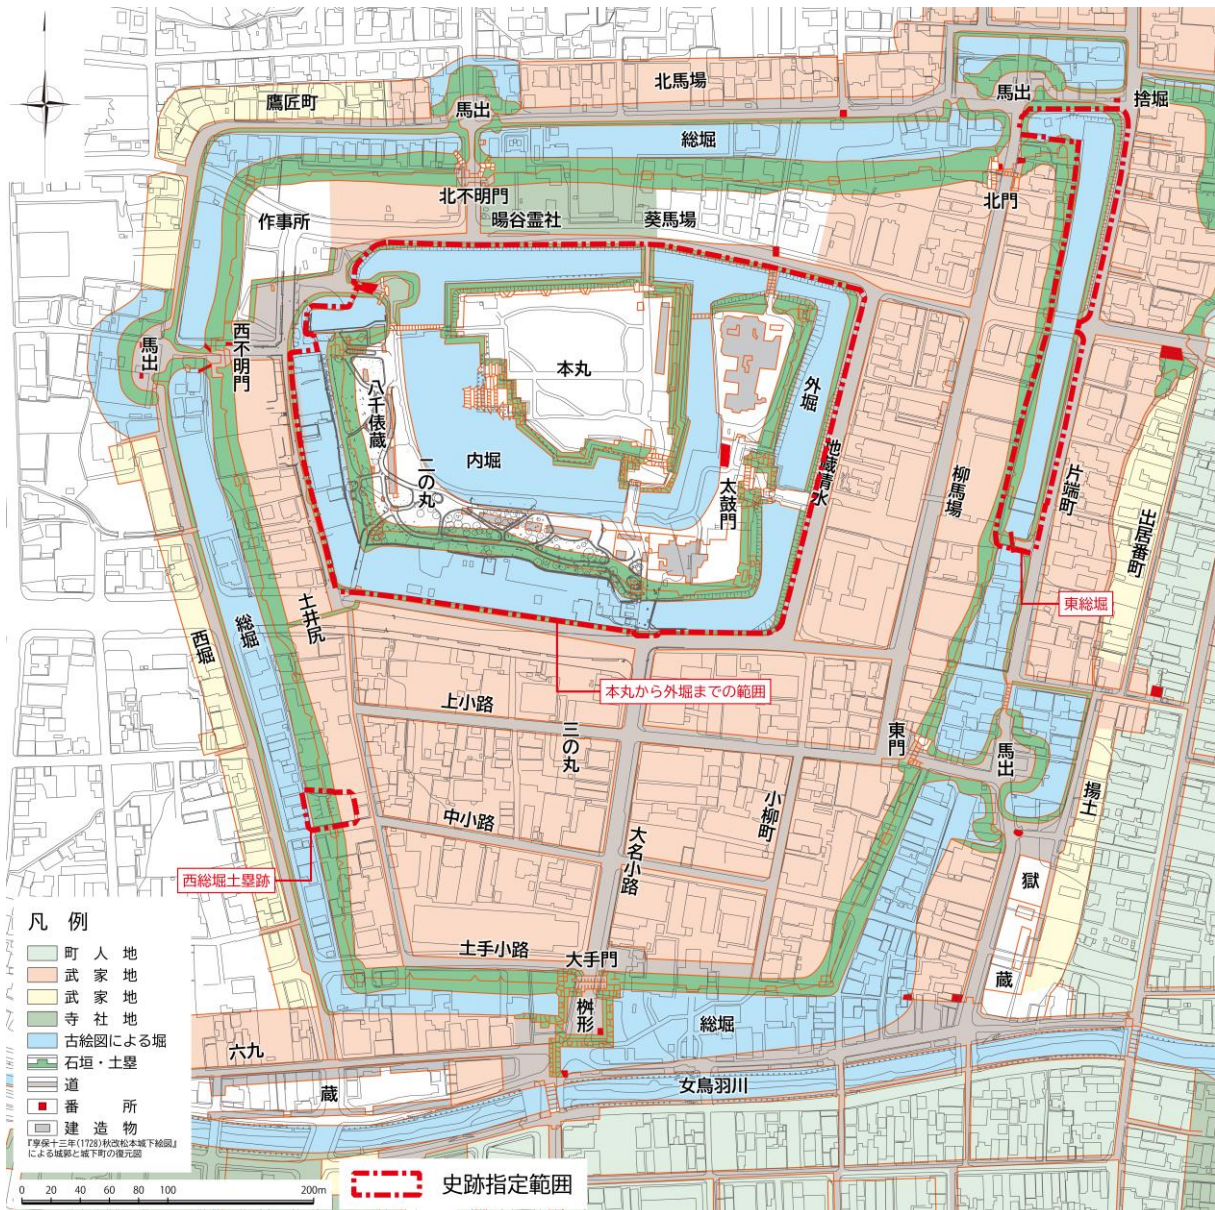 鷹匠町
馬出
北馬場
馬出
捨堀
総堀
北不明門
北門
作事所
暘谷霊社
葵馬場
馬出
西不明門
本丸
八千俵蔵
外堀
内堀
二の丸
太鼓門
地蔵清水
柳馬場
片端町
出居番町
東総堀
西堀
総堀
土井尻
本丸から外堀までの範囲
上小路
三の丸
東門
馬出
揚土
中小路
大名小路
小柳町
西総堀土塁跡
獄
蔵
土手小路
大手門
枡形
総堀
六九
蔵
女鳥羽川
凡 例
町 人 地
武 家 地
武 家 地
寺 社 地
古絵図による堀
石垣・土塁
道
番 所
建 造 物
『享保十三年(1728)秋改松本城下絵図』
による城郭と城下町の復元図
0 20 40 60 80 100 200m
史跡指定範囲